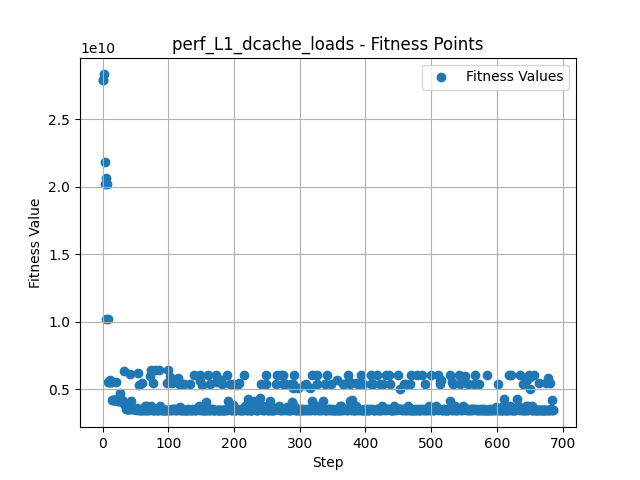 perf_L1_dcache_loads - Fitness Points
1e10
Fitness Values
2.5
2.0
1.5
1.0
0.5
Fitness Value
0 100 200 300 400 500 600 700
Step